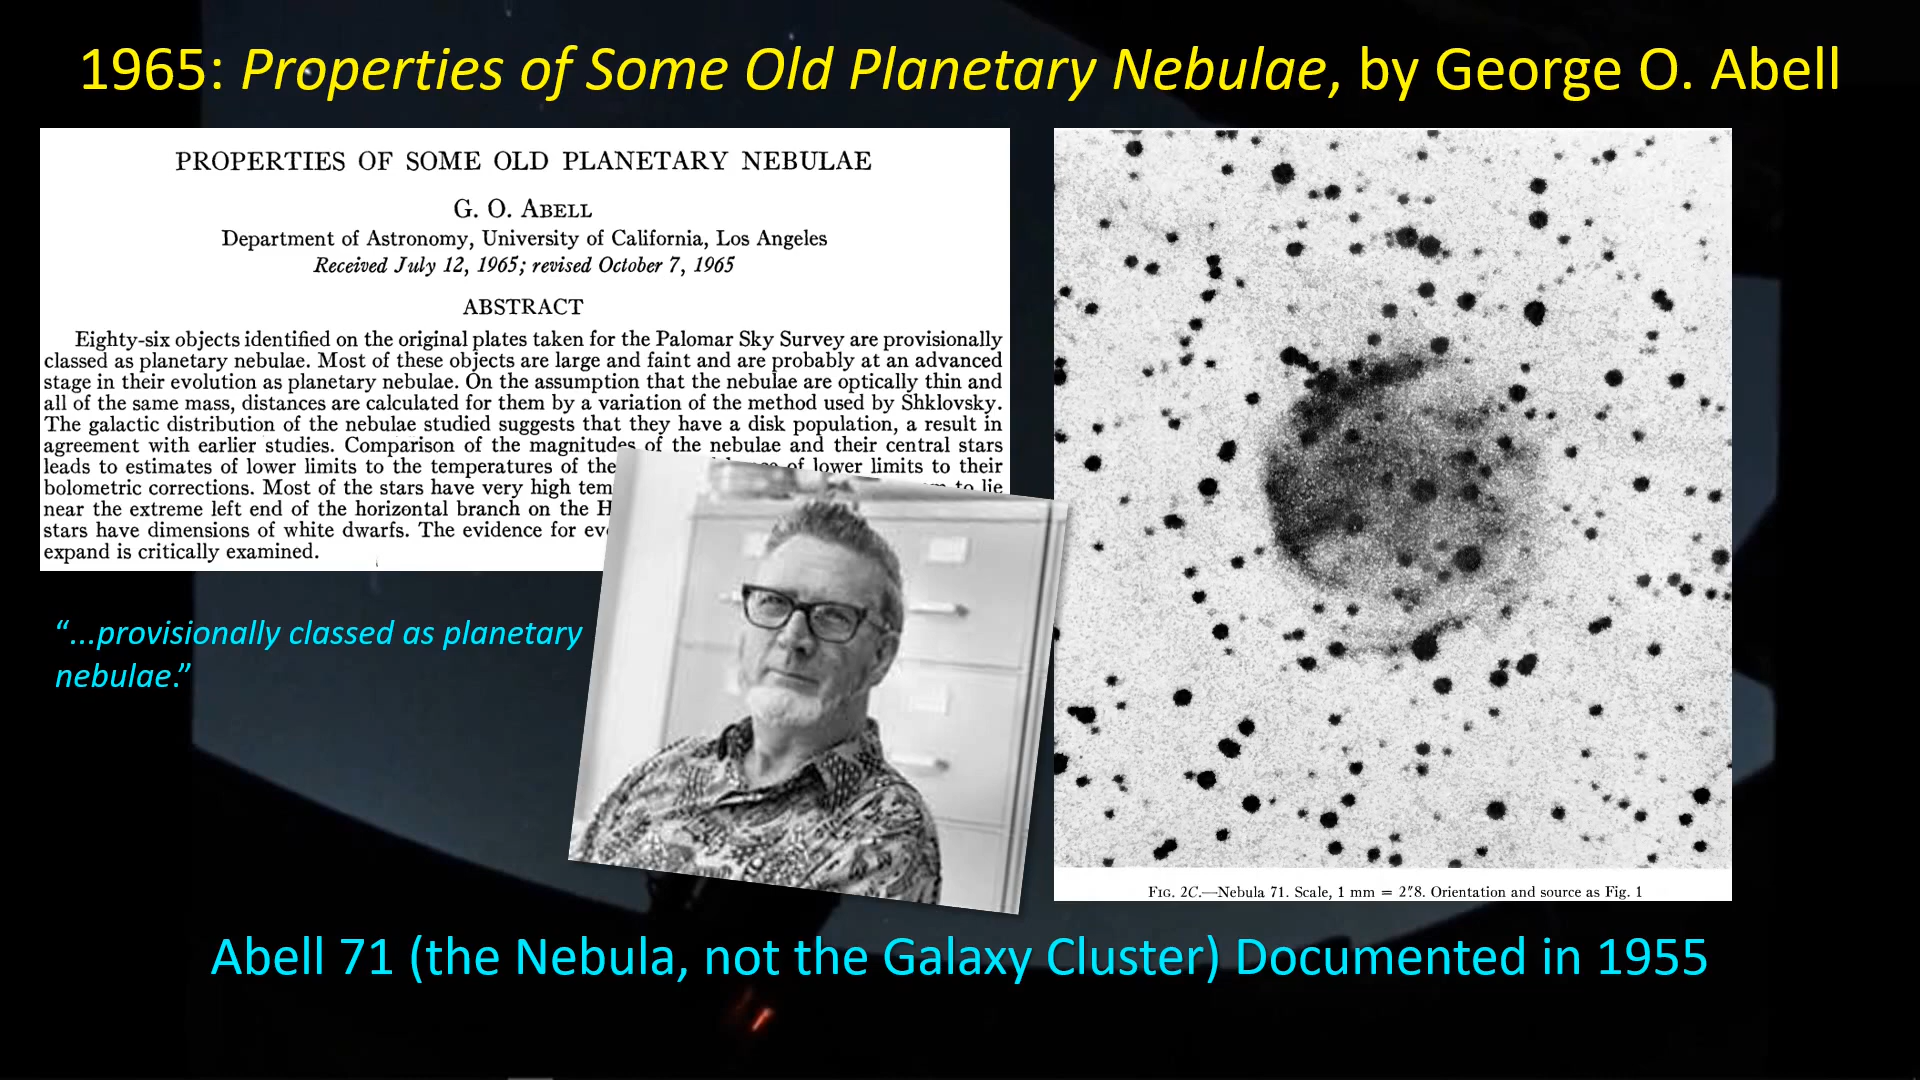 1965: Properties of Some Old Planetary Nebulae, by George O. Abell
PROPERTIES OF SOME OLD PLANETARY NEBULAE
G. O. ABELL
Department of Astronomy, University of California, Los Angeles
Received July 12, 1965; revised October 7, 1965
ABSTRACT
Eighty-six objects identified on the original plates taken for the Palomar Sky Survey are provisionally
classed as planetary nebulae. Most of these objects are large and faint and are probably at an advanced
stage in their evolution as planetary nebulae. On the assumption that the nebulae are optically thin and
all of the same mass, distances are calculated for them by a variation of the method used by Shklovsky.
The galactic distribution of the nebulae studied suggests that they have a disk population, a result in
agreement with earlier studies. Comparison of the magnitudes of the nebulae and their central stars
leads to estimates of lower limits to the temperatures of the of lower limits to their
bolometric corrections. Most of the stars have very high tem to lie
near the extreme left end of the horizontal branch on the H
stars have dimensions of white dwarfs. The evidence for ev
expand is critically examined.
“...provisionally classed as planetary
nebulae.”
FIG. 2C.—Nebula 71. Scale, 1 mm = 2″.8. Orientation and source as Fig. 1
Abell 71 (the Nebula, not the Galaxy Cluster) Documented in 1955